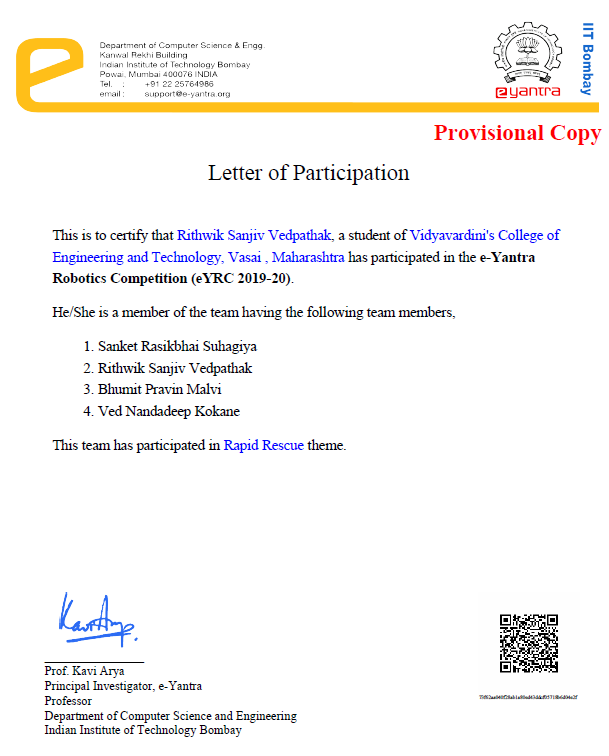 Department of Computer Science & Engg.
Kanwal Rekhi Building
Indian Institute of Technology Bombay
Powai, Mumbai 400076 INDIA
Tel. : +91 22 25764986
email : support@e-yantra.org
eyantra
IIT Bombay
Provisional Copy
Letter of Participation
This is to certify that Rithwik Sanjiv Vedpathak, a student of Vidyavardini's College of
Engineering and Technology, Vasai , Maharashtra has participated in the e-Yantra
Robotics Competition (eYRC 2019-20).
He/She is a member of the team having the following team members,
1. Sanket Rasikbhai Suhagiya
2. Rithwik Sanjiv Vedpathak
3. Bhumit Pravin Malvi
4. Ved Nandadeep Kokane
This team has participated in Rapid Rescue theme.
Kavi Arya
Prof. Kavi Arya
Principal Investigator, e-Yantra
Professor
Department of Computer Science and Engineering
Indian Institute of Technology Bombay